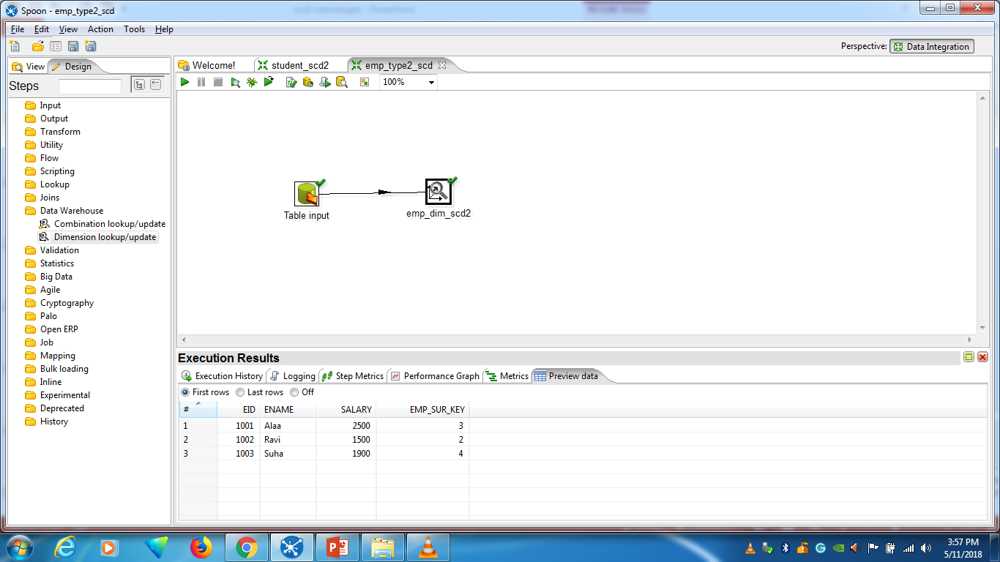 Spoon - emp_type2_scd
File Edit View Action Tools Help
Perspective: Data Integration
View Design
Welcome! student_scd2 emp_type2_scd
Steps
100%
Input
Output
Transform
Utility
Flow
Scripting
Lookup
Joins
Data Warehouse
Combination lookup/update
Dimension lookup/update
Validation
Statistics
Big Data
Agile
Cryptography
Palo
Open ERP
Job
Mapping
Bulk loading
Inline
Experimental
Deprecated
History
Table input
emp_dim_scd2
Execution Results
Execution History Logging Step Metrics Performance Graph Metrics Preview data
First rows Last rows Off
# EID ENAME SALARY EMP_SUR_KEY
1 1001 Alaa 2500 3
2 1002 Ravi 1500 2
3 1003 Suha 1900 4
3:57 PM
5/11/2018